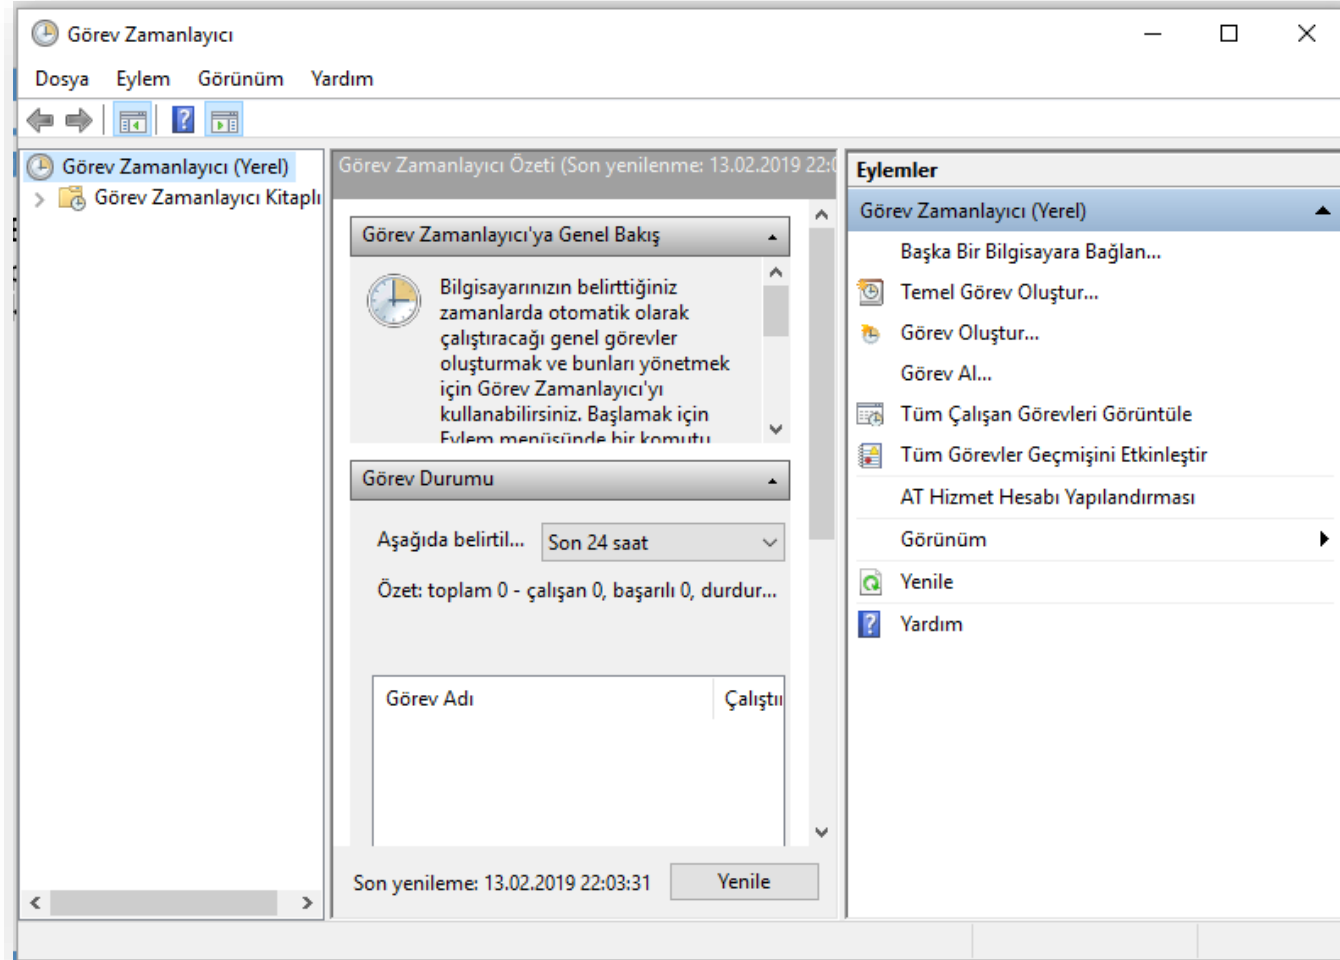 Görev Zamanlayıcı
Dosya Eylem Görünüm Yardım
Görev Zamanlayıcı (Yerel)
Görev Zamanlayıcı Kitaplı
Görev Zamanlayıcı Özeti (Son yenilenme: 13.02.2019 22:0
Görev Zamanlayıcı'ya Genel Bakış
Bilgisayarınızın belirttiğiniz
zamanlarda otomatik olarak
çalıştıracağı genel görevler
oluşturmak ve bunları yönetmek
için Görev Zamanlayıcı'yı
kullanabilirsiniz. Başlamak için
Eylem menüsünde bir komutu
Görev Durumu
Aşağıda belirtil... Son 24 saat
Özet: toplam 0 - çalışan 0, başarılı 0, durdur...
Görev Adı Çalıştıı
Son yenileme: 13.02.2019 22:03:31 Yenile
Eylemler
Görev Zamanlayıcı (Yerel)
Başka Bir Bilgisayara Bağlan...
Temel Görev Oluştur...
Görev Oluştur...
Görev Al...
Tüm Çalışan Görevleri Görüntüle
Tüm Görevler Geçmişini Etkinleştir
AT Hizmet Hesabı Yapılandırması
Görünüm
Yenile
Yardım